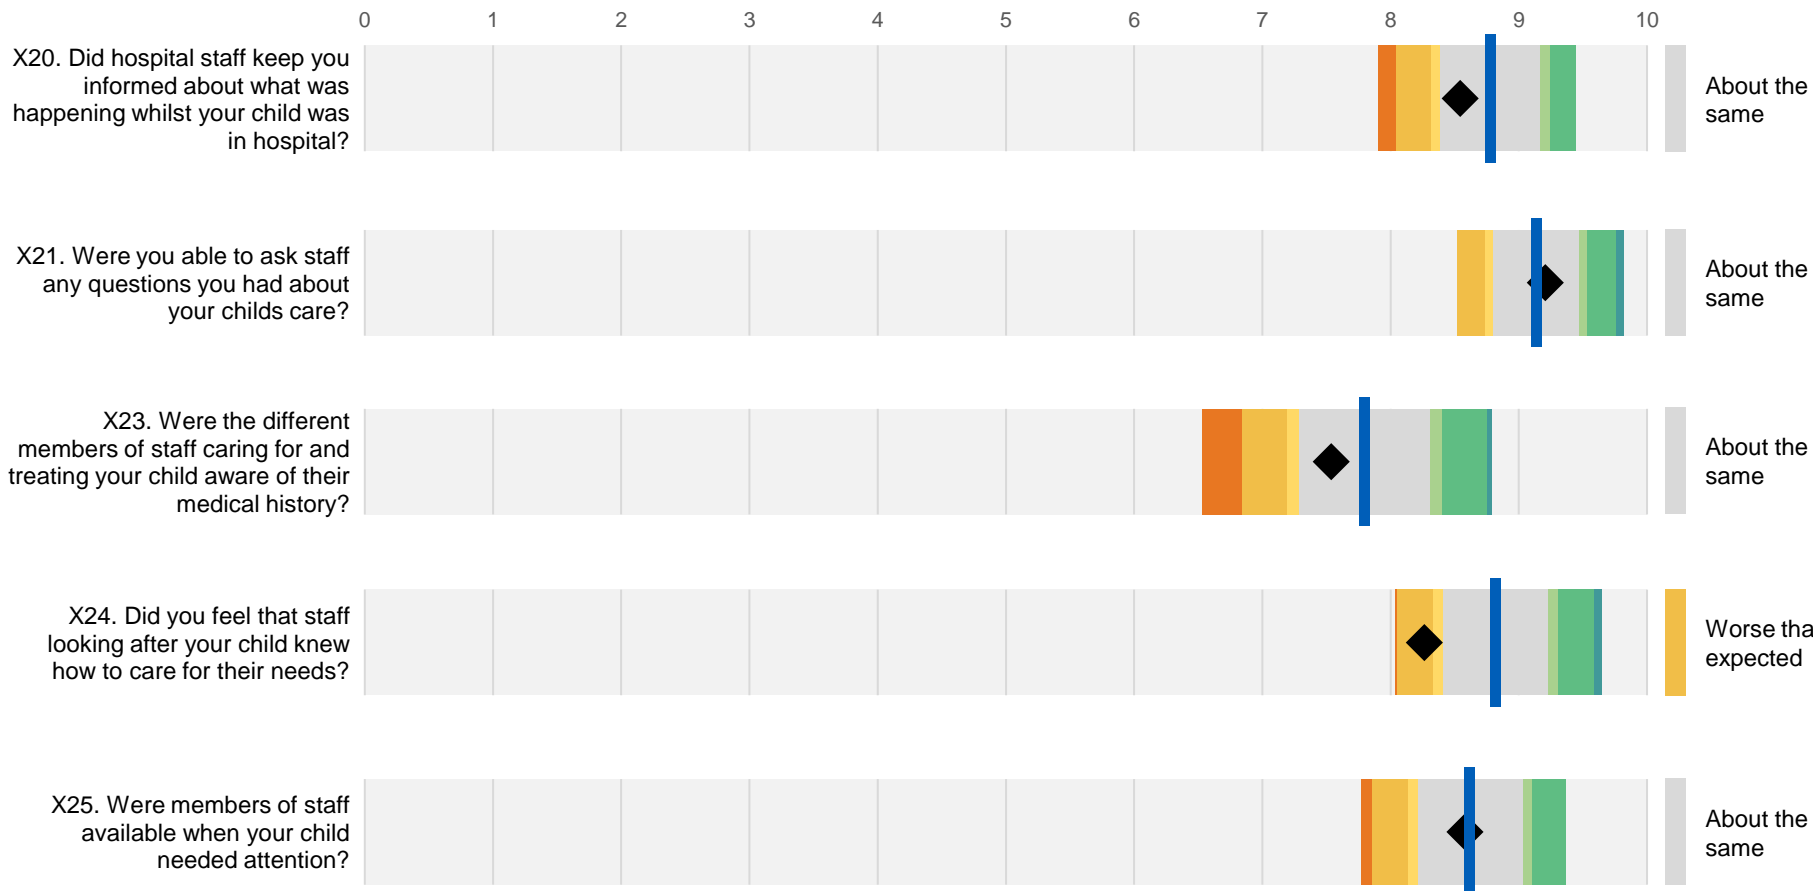 0 1 2 3 4 5 6 7 8 9 10
X20. Did hospital staff keep you
informed about what was
happening whilst your child was
in hospital?
About the
same
X21. Were you able to ask staff
any questions you had about
your childs care?
About the
same
X23. Were the different
members of staff caring for and
treating your child aware of their
medical history?
About the
same
X24. Did you feel that staff
looking after your child knew
how to care for their needs?
Worse tha
expected
X25. Were members of staff
available when your child
needed attention?
About the
same